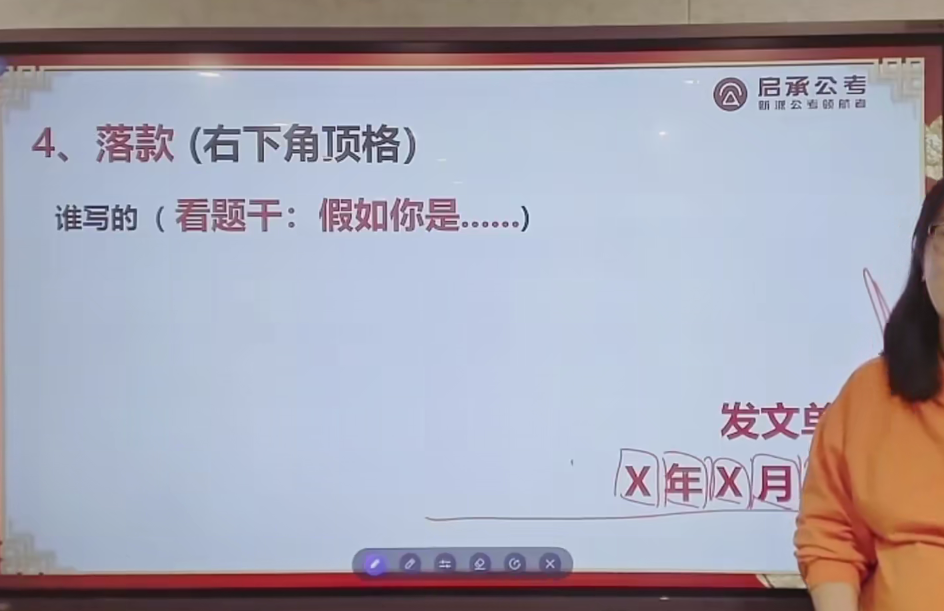 启承公考
新派公考领航者
4、落款（右下角顶格）
谁写的（看题干：假如你是……）
发文单
X年X月